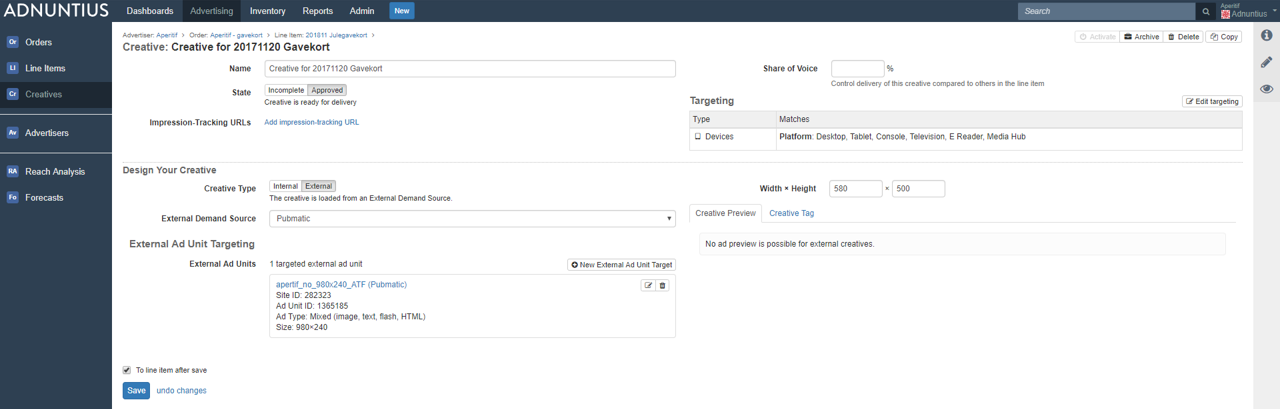 ADNUNTIUS
Dashboards Advertising Inventory Reports Admin New
Search
Aperitif
Adnuntius
Or Orders
LI Line Items
Cr Creatives
Av Advertisers
RA Reach Analysis
Fo Forecasts
Advertiser: Aperitif > Order: Aperitif - gavekort > Line Item: 201811 Julegavekort >
Creative: Creative for 20171120 Gavekort
Activate Archive Delete Copy
Name Creative for 20171120 Gavekort
State Incomplete Approved
Creative is ready for delivery
Impression-Tracking URLs Add impression-tracking URL
Share of Voice %
Control delivery of this creative compared to others in the line item
Targeting Edit targeting
Type Matches
Devices Platform: Desktop, Tablet, Console, Television, E Reader, Media Hub
Design Your Creative
Creative Type Internal External
The creative is loaded from an External Demand Source.
External Demand Source Pubmatic
External Ad Unit Targeting
External Ad Units 1 targeted external ad unit New External Ad Unit Target
apertif_no_980x240_ATF (Pubmatic)
Site ID: 282323
Ad Unit ID: 1365185
Ad Type: Mixed (image, text, flash, HTML)
Size: 980×240
Width × Height 580 × 500
Creative Preview Creative Tag
No ad preview is possible for external creatives.
To line item after save
Save undo changes